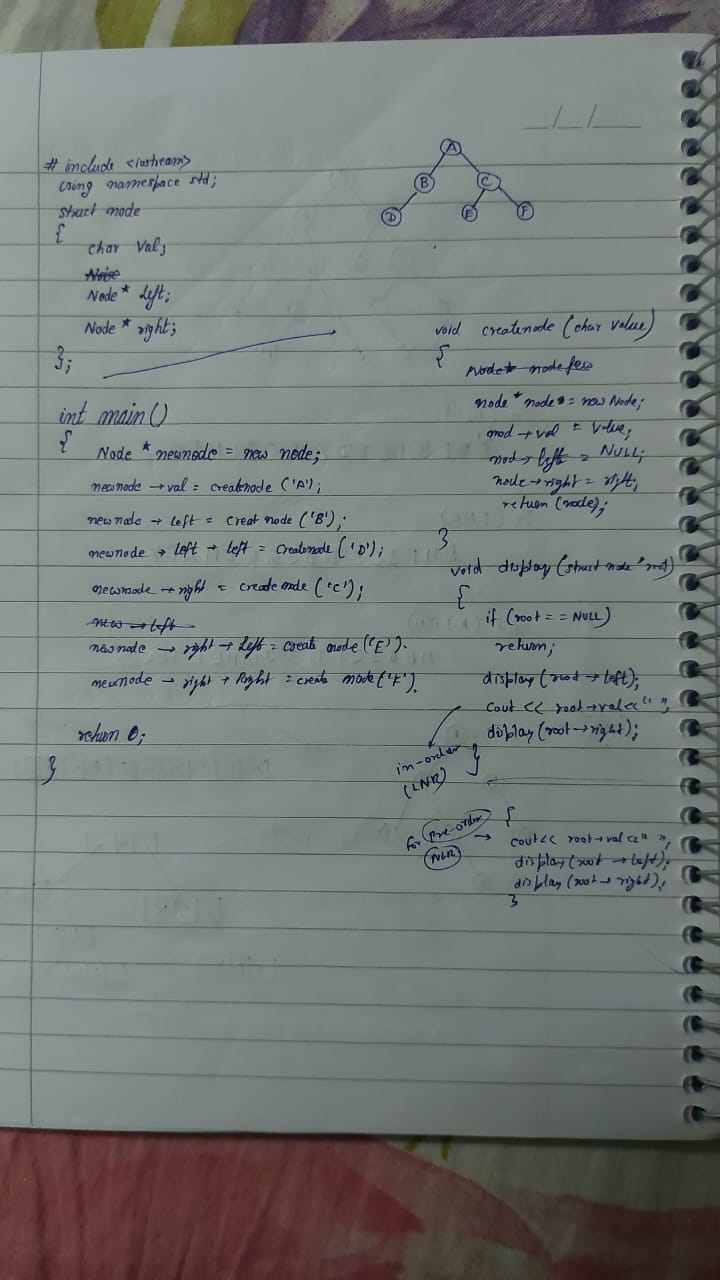 __/__/____
# include <iostream>
using namespace std;
struct node
{
char Val;
Noise
Node* left;
Node* right;
};
A
B
C
D
E
F
int main()
{
Node * newnode = new node;
newnode → val = createnode ('A');
newnode → left = creat node ('B');
newnode → left → left = Createnode ('D');
newnode → right = create node ('C');
new → left
newnode → right → left = create node ('E').
newnode → right → Right = create node ('F').
return 0;
}
void createnode (char value)
{
Node*
node * node = new Node;
nod → val = value;
nod → left = NULL;
node → right = right;
return (node);
}
void display (struct node * root)
{
if (root == NULL)
return;
display (root → left);
cout << root → val << " ";
display (root → right);
}
in-order
(LNR)
for Pre-order →
(NLR)
{
cout << root → val << " ",
display (root → left);
display (root → right);
}